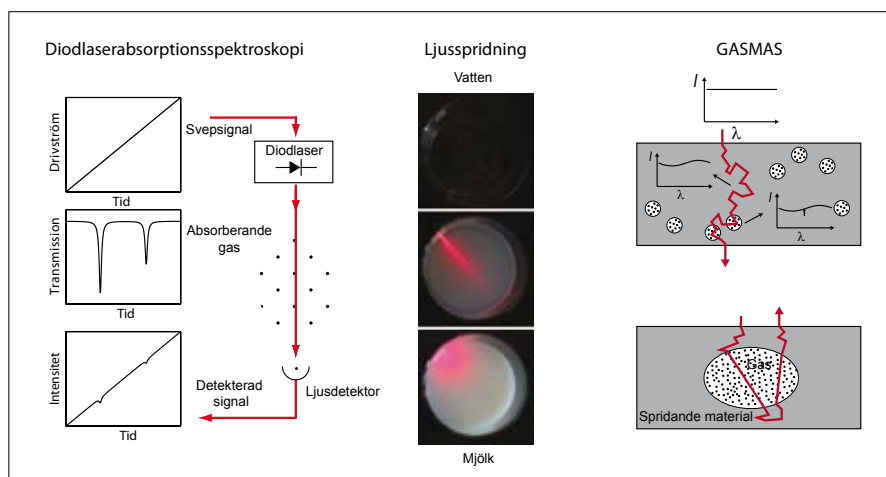 Diodlaserabsorptionsspektroskopi
Drivström
Tid
Svepsignal
Diodlaser
Transmission
Tid
Absorberande
gas
Intensitet
Tid
Detekterad
signal
Ljusdetektor
Ljusspridning
Vatten
Mjölk
GASMAS
I
λ
I
λ
I
λ
Gas
Spridande material